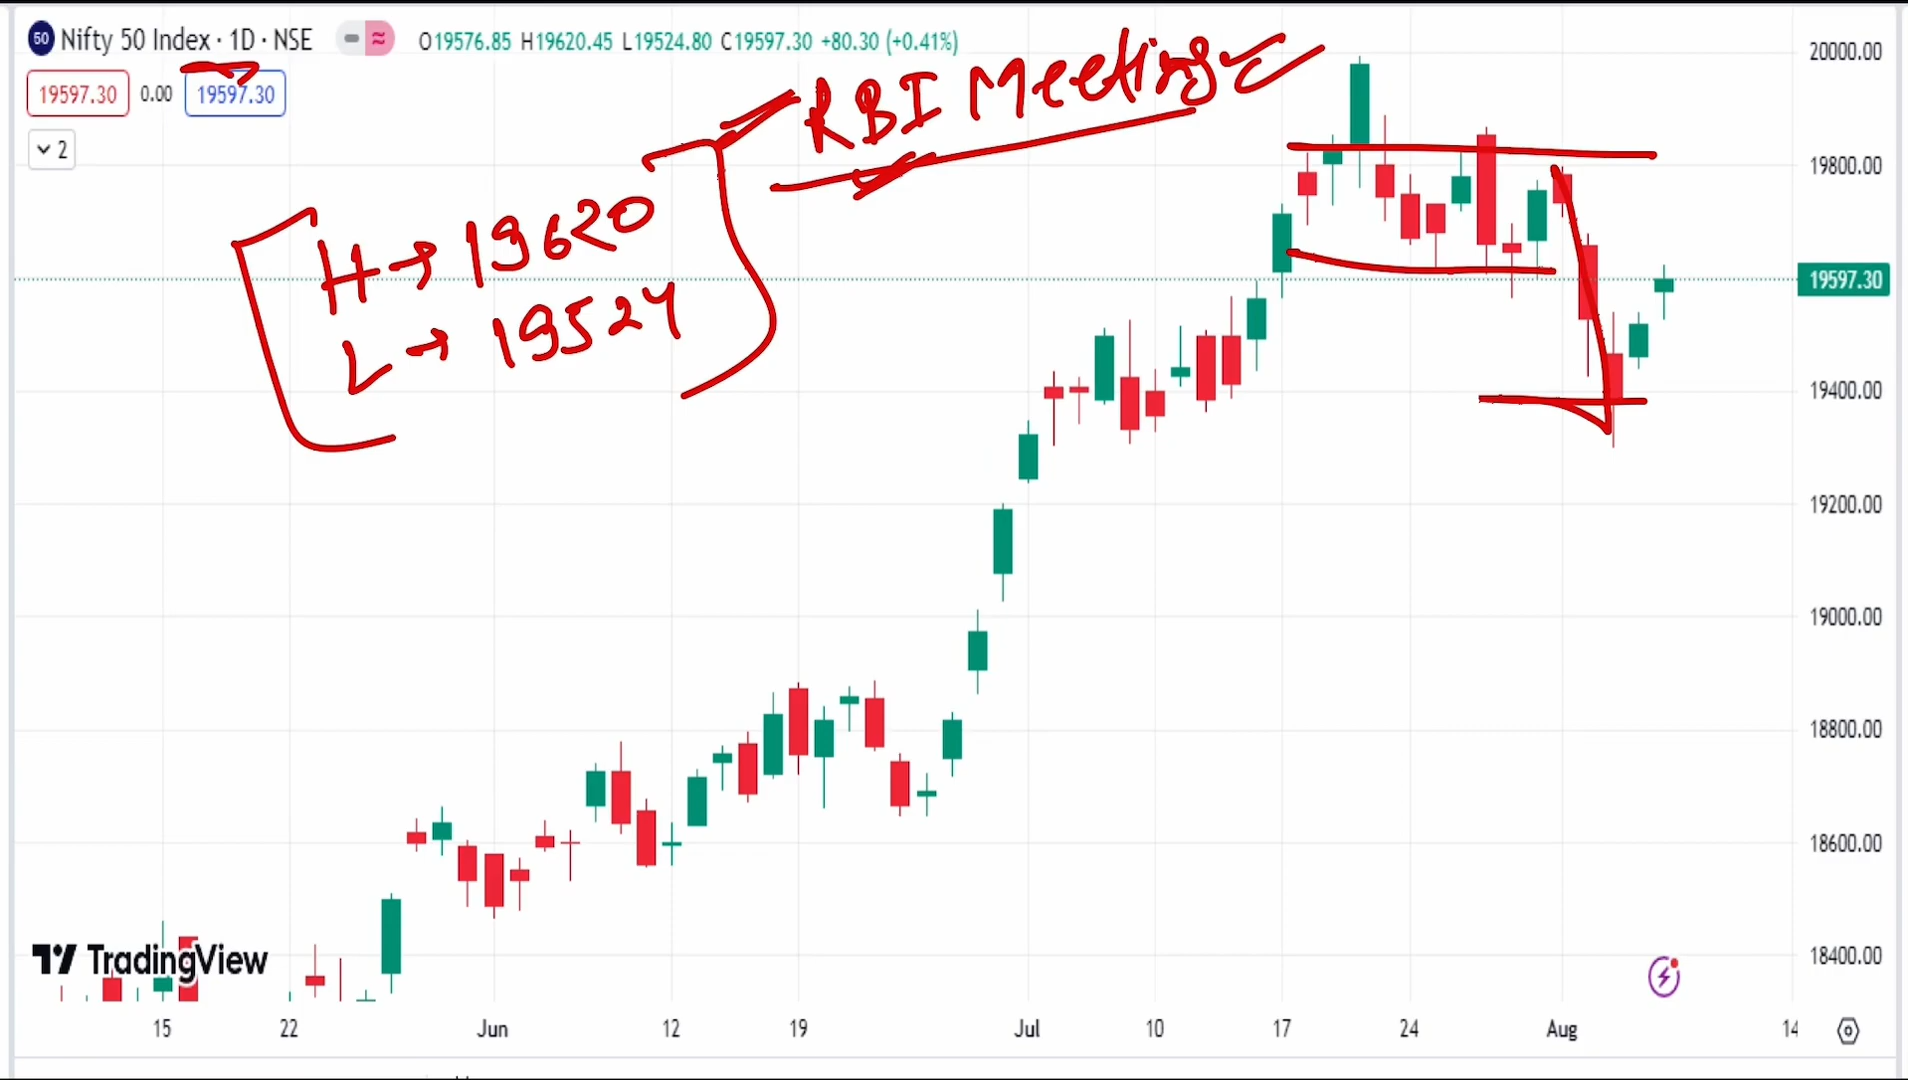 50 Nifty 50 Index · 1D · NSE O19576.85 H19620.45 L19524.80 C19597.30 +80.30 (+0.41%)
19597.30 0.00 19597.30
2
RBI Meeting
H → 19620
L → 19524
20000.00
19800.00
19597.30
19400.00
19200.00
19000.00
18800.00
18600.00
18400.00
TradingView
15 22 Jun 12 19 Jul 10 17 24 Aug 14